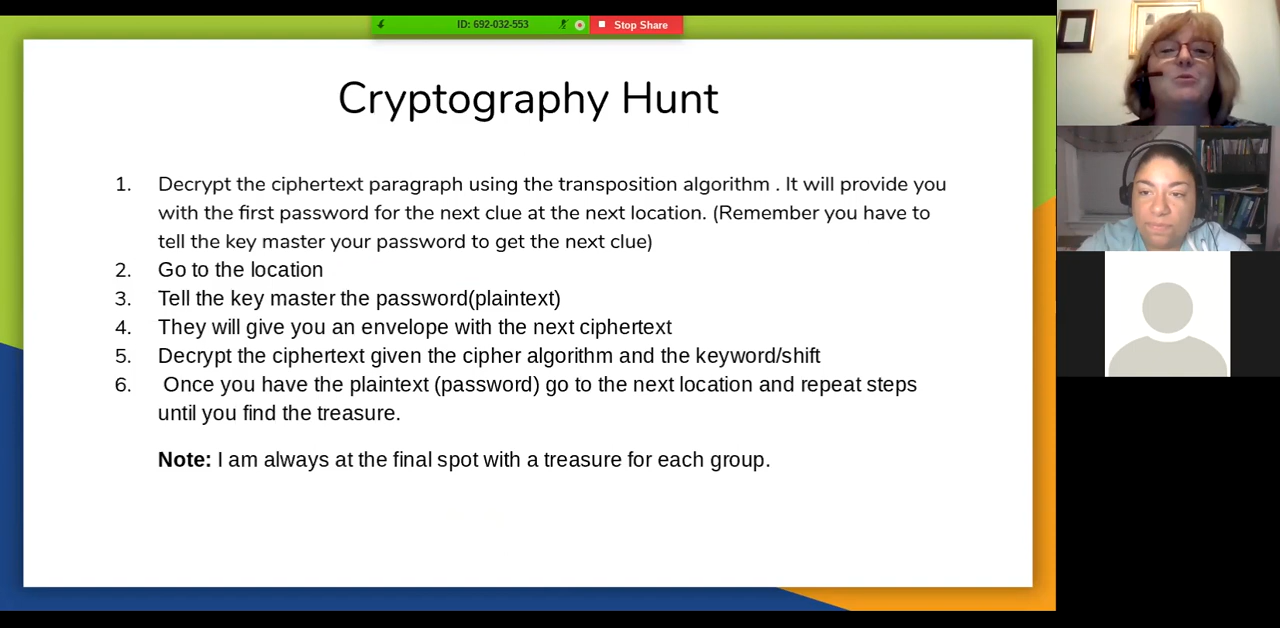 ID: 692-032-553
Stop Share
Cryptography Hunt
1. Decrypt the ciphertext paragraph using the transposition algorithm . It will provide you
with the first password for the next clue at the next location. (Remember you have to
tell the key master your password to get the next clue)
2. Go to the location
3. Tell the key master the password(plaintext)
4. They will give you an envelope with the next ciphertext
5. Decrypt the ciphertext given the cipher algorithm and the keyword/shift
6. Once you have the plaintext (password) go to the next location and repeat steps
until you find the treasure.
Note: I am always at the final spot with a treasure for each group.